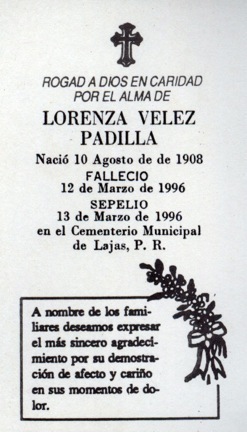 ROGAD A DIOS EN CARIDAD
POR EL ALMA DE
LORENZA VELEZ
PADILLA
Nació 10 Agosto de de 1908
FALLECIO
12 de Marzo de 1996
SEPELIO
13 de Marzo de 1996
en el Cementerio Municipal
de Lajas, P. R.
A nombre de los fami-
liares deseamos expresar
el más sincero agradeci-
miento por su demostra-
ción de afecto y cariño
en sus momentos de do-
lor.